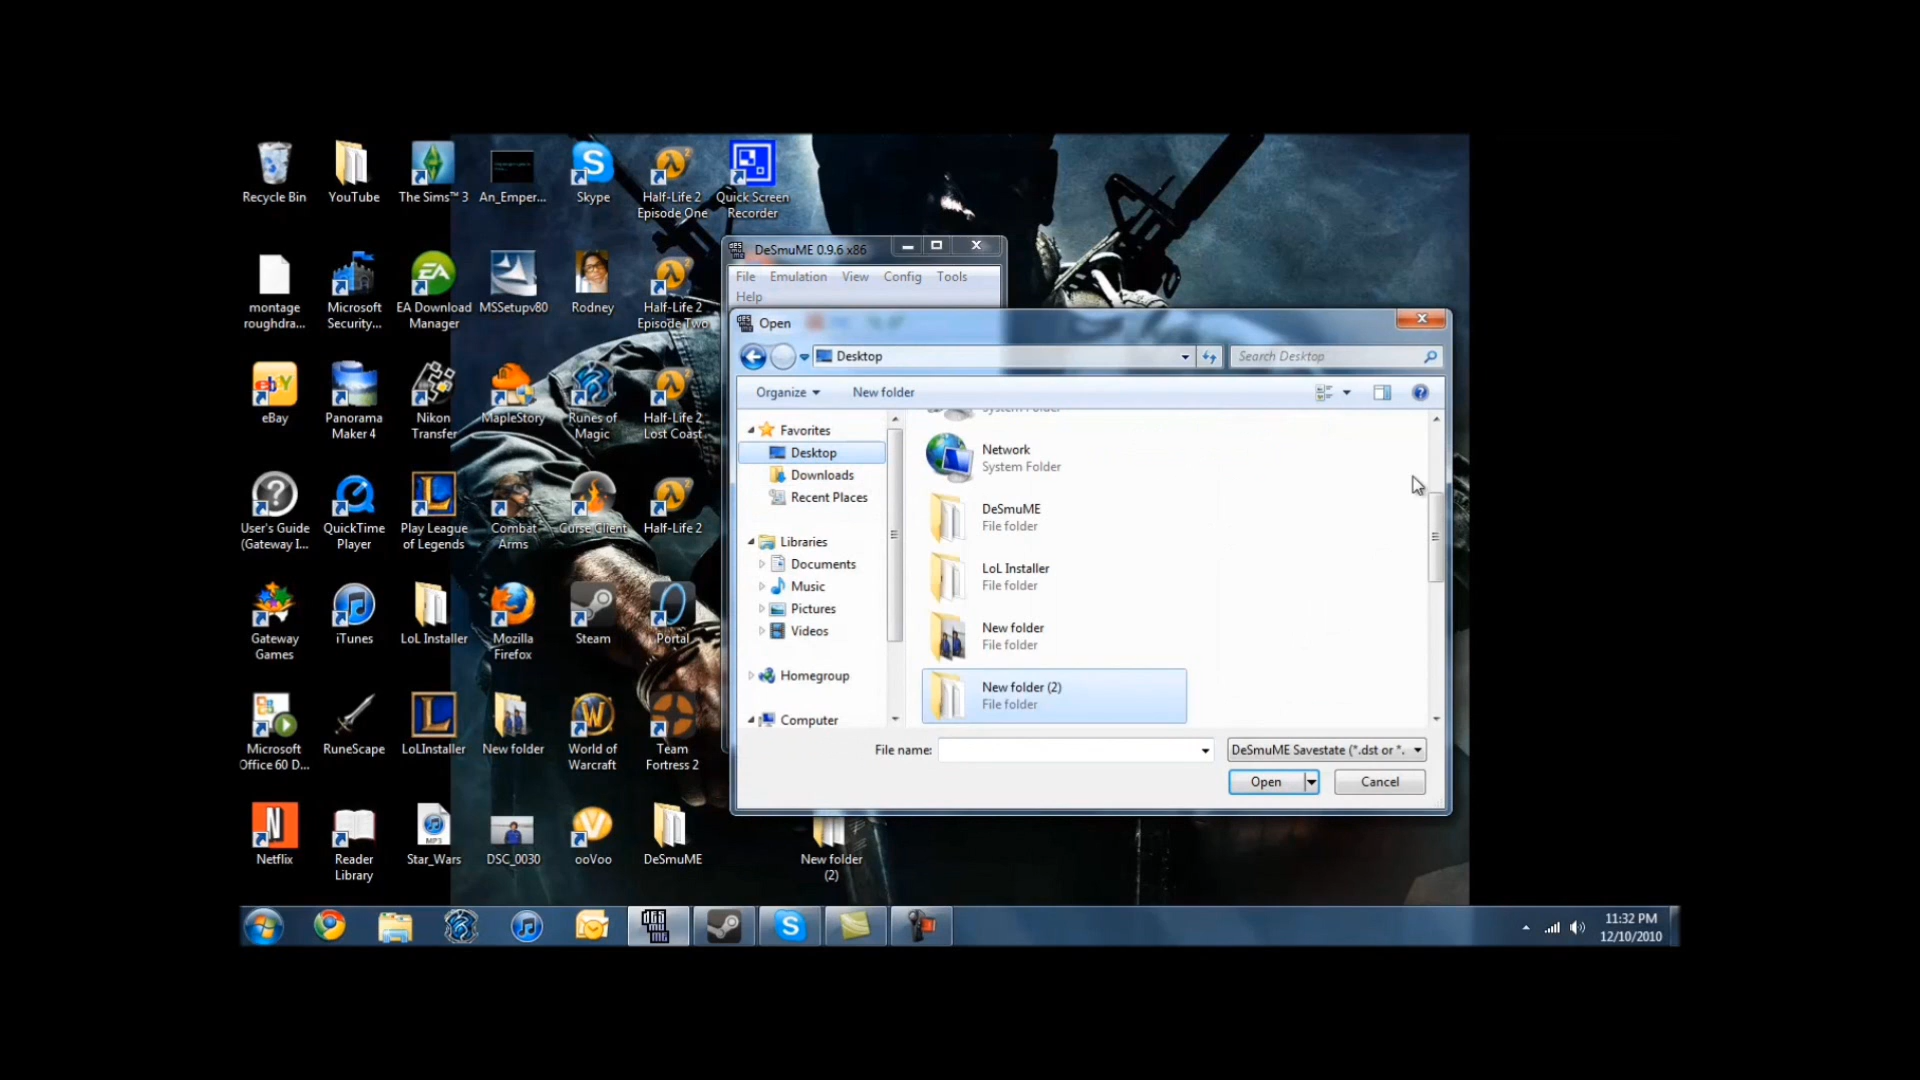 Recycle Bin
YouTube
The Sims™ 3
An_Emper...
Skype
Half-Life 2
Episode One
Quick Screen
Recorder
montage
roughdra...
Microsoft
Security...
EA Download
Manager
MSSetupv80
Rodney
Half-Life 2
Episode Two
eBay
Panorama
Maker 4
Nikon
Transfer
MapleStory
Runes of
Magic
Half-Life 2
Lost Coast
User's Guide
(Gateway I...
QuickTime
Player
Play League
of Legends
Combat
Arms
Curse Client
Half-Life 2
Gateway
Games
iTunes
LoL Installer
Mozilla
Firefox
Steam
Portal
Microsoft
Office 60 D...
RuneScape
LoLInstaller
New folder
World of
Warcraft
Team
Fortress 2
Netflix
Reader
Library
Star_Wars
DSC_0030
ooVoo
DeSmuME
New folder
(2)
DeSmuME 0.9.6 x86
File Emulation View Config Tools
Help
Open
Desktop
Search Desktop
Organize
New folder
Favorites
Desktop
Downloads
Recent Places
Libraries
Documents
Music
Pictures
Videos
Homegroup
Computer
System Folder
Network
System Folder
DeSmuME
File folder
LoL Installer
File folder
New folder
File folder
New folder (2)
File folder
File name:
DeSmuME Savestate (*.dst or *.
Open
Cancel
11:32 PM
12/10/2010